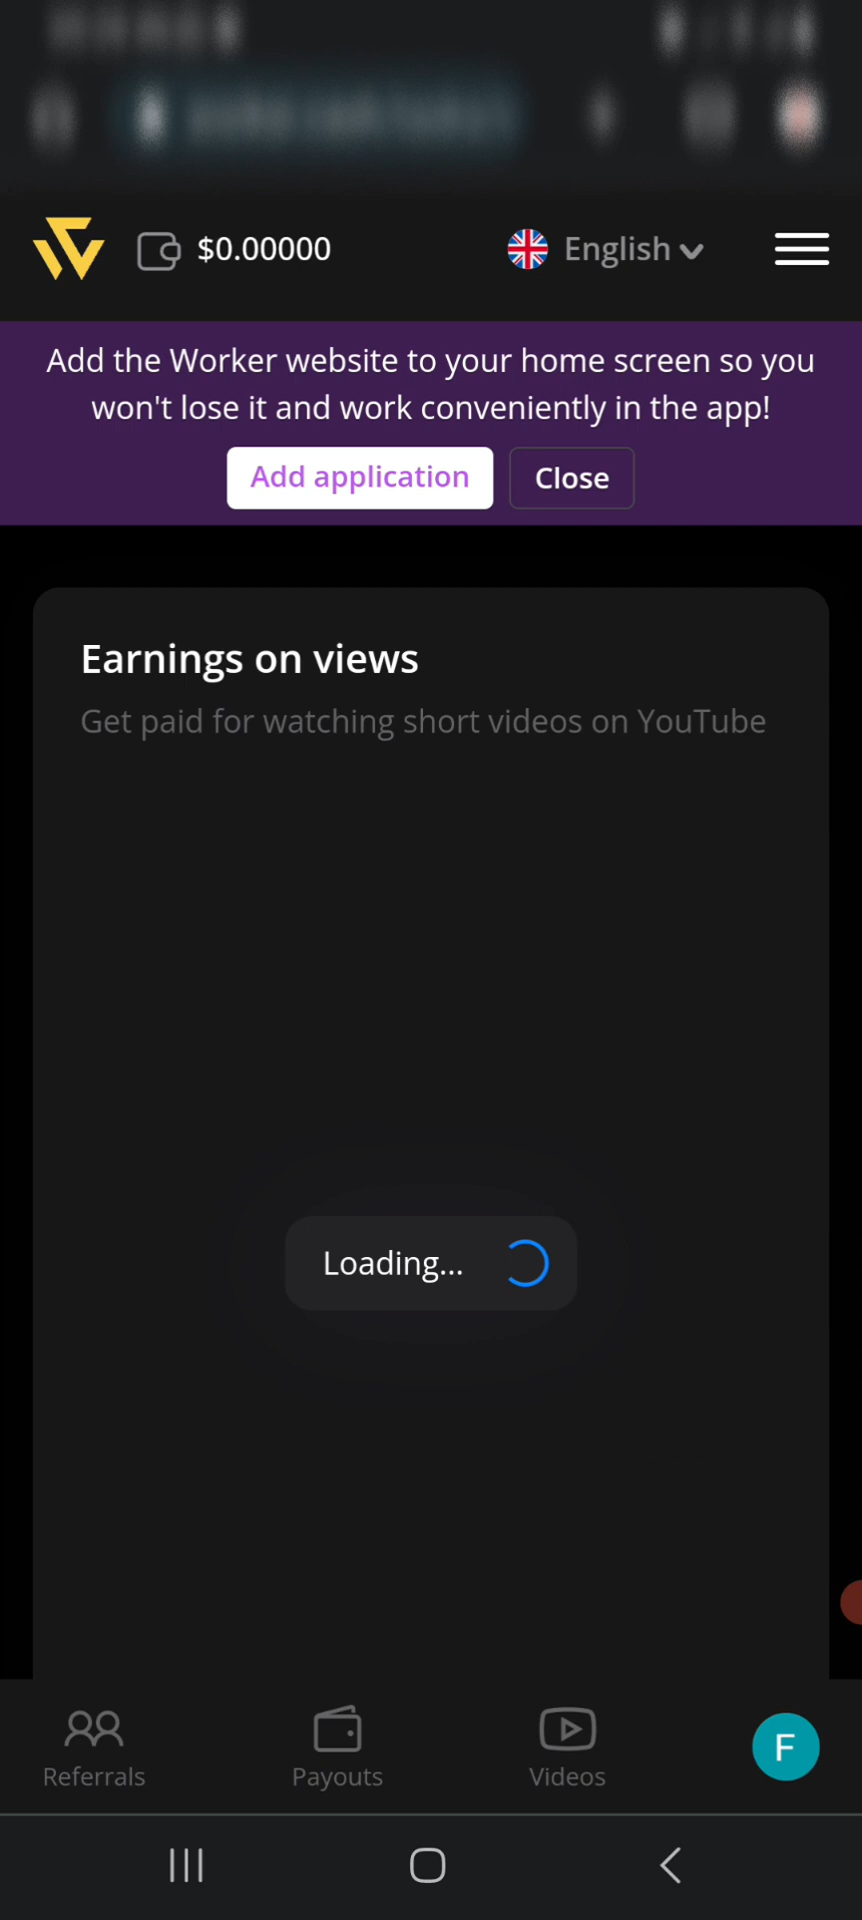 $0.00000
English
Add the Worker website to your home screen so you
won't lose it and work conveniently in the app!
Add application
Close
Earnings on views
Get paid for watching short videos on YouTube
Loading...
Referrals
Payouts
Videos
F